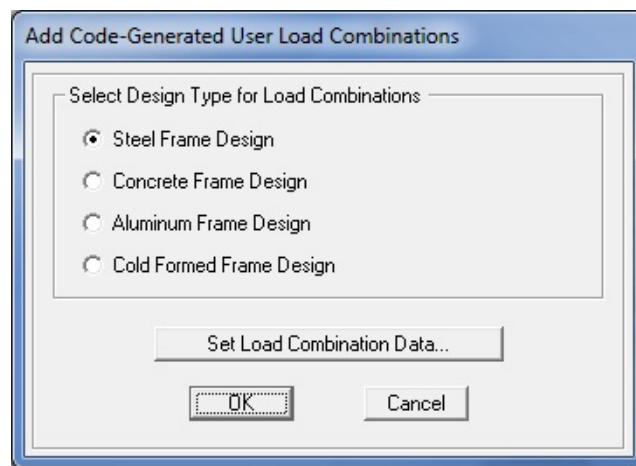 Add Code-Generated User Load Combinations
Select Design Type for Load Combinations
Steel Frame Design
Concrete Frame Design
Aluminum Frame Design
Cold Formed Frame Design
Set Load Combination Data...
OK Cancel